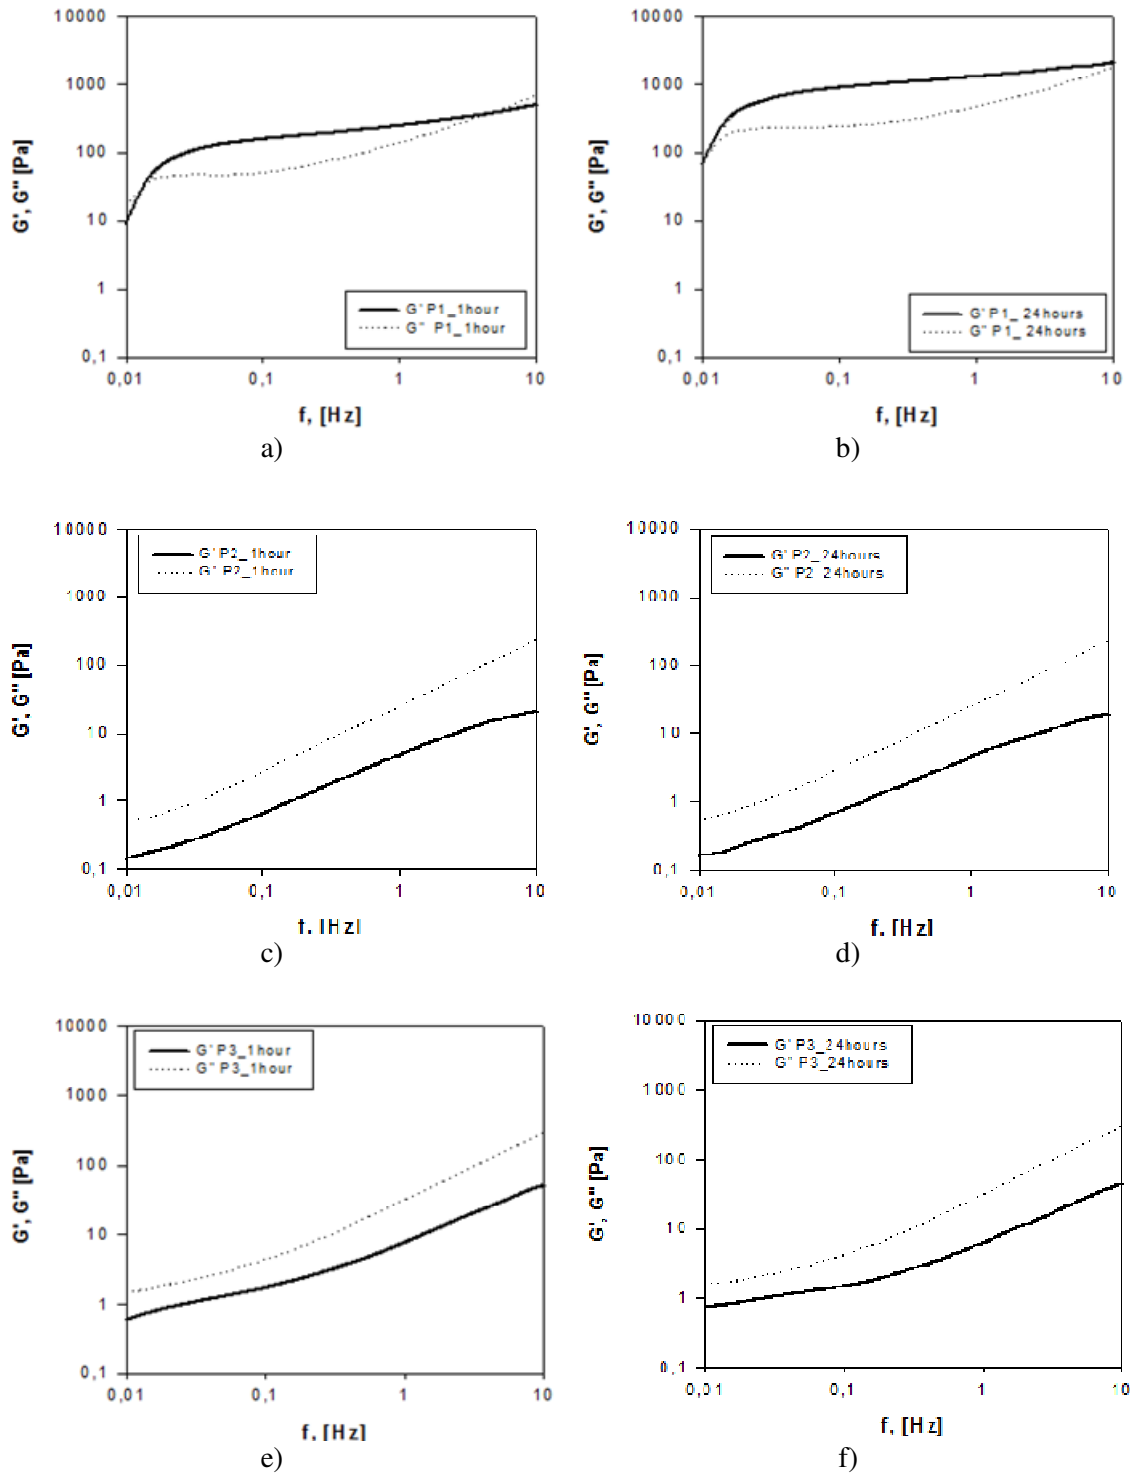 10000
1000
100
10
1
0,1
G', G" [Pa]
G' P1_1hour
G" P1_1hour
0,01
0,1
1
10
f, [Hz]
a)
10000
1000
100
10
1
0,1
G', G" [Pa]
G' P1_ 24hours
G" P1_ 24hours
0,01
0,1
1
10
f, [Hz]
b)
10000
1000
100
10
1
0,1
G', G" [Pa]
G' P2_1hour
G" P2_1hour
0,01
0,1
1
10
f, [Hz]
c)
10000
1000
100
10
1
0,1
G', G" [Pa]
G' P2_24hours
G" P2_24hours
0,01
0,1
1
10
f, [Hz]
d)
10000
1000
100
10
1
0,1
G', G" [Pa]
G' P3_1hour
G" P3_1hour
0,01
0,1
1
10
f, [Hz]
e)
10000
1000
100
10
1
0,1
G', G" [Pa]
G' P3_24hours
G" P3_24hours
0,01
0,1
1
10
f, [Hz]
f)